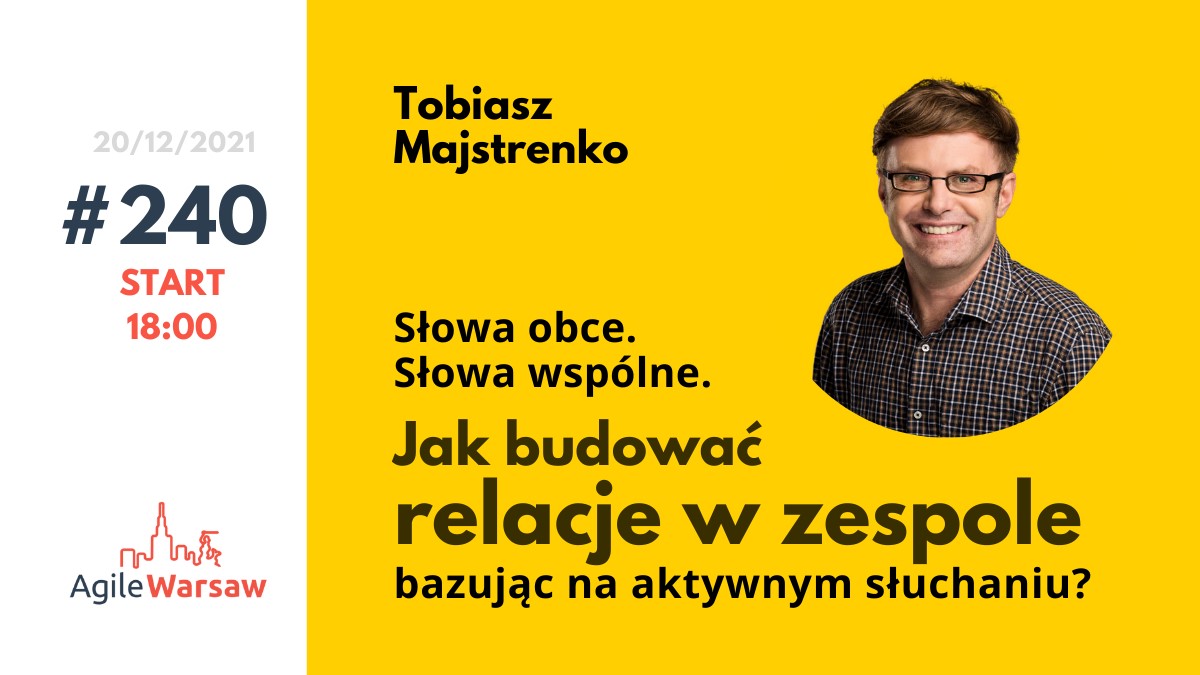 20/12/2021
#240
START
18:00
AgileWarsaw
Tobiasz
Majstrenko
Słowa obce.
Słowa wspólne.
Jak budować
relacje w zespole
bazując na aktywnym słuchaniu?